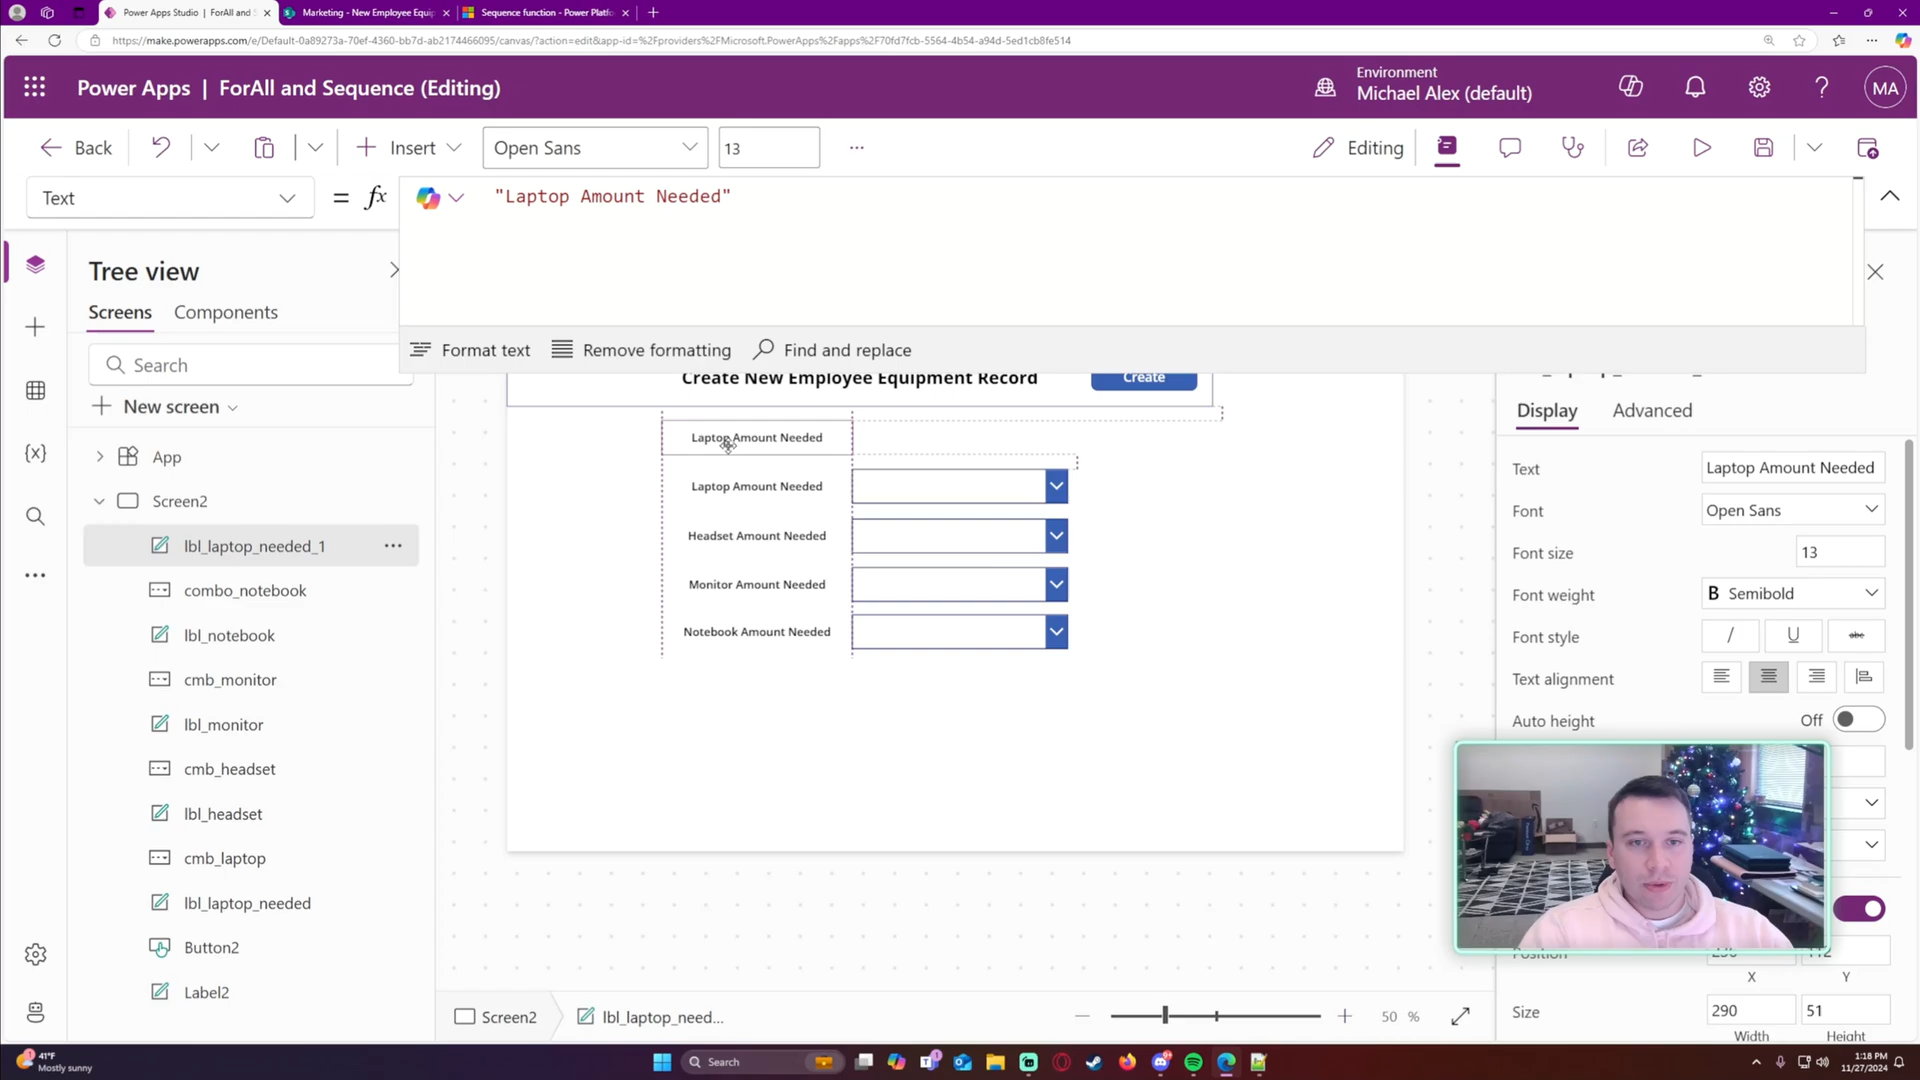 Power Apps Studio | ForAll and S
Marketing - New Employee Equip
Sequence function - Power Platfo
https://make.powerapps.com/e/Default-0a89273a-70ef-4360-bb7d-ab2174466095/canvas/?action=edit&app-id=%2Fproviders%2FMicrosoft.PowerApps%2Fapps%2F70fd7fcb-5564-4b54-a94d-5ed1cb8fe514
Power Apps | ForAll and Sequence (Editing)
Environment
Michael Alex (default)
MA
Back
Insert
Open Sans
13
Editing
Text
= fx
"Laptop Amount Needed"
Format text
Remove formatting
Find and replace
Tree view
Screens
Components
Search
New screen
App
Screen2
lbl_laptop_needed_1
combo_notebook
lbl_notebook
cmb_monitor
lbl_monitor
cmb_headset
lbl_headset
cmb_laptop
lbl_laptop_needed
Button2
Label2
Create New Employee Equipment Record
Create
Laptop Amount Needed
Laptop Amount Needed
Headset Amount Needed
Monitor Amount Needed
Notebook Amount Needed
Display
Advanced
Text
Laptop Amount Needed
Font
Open Sans
Font size
13
Font weight
B Semibold
Font style
/ U abc
Text alignment
Auto height
Off
Position
X
Y
Size
290
51
Width
Height
Screen2
lbl_laptop_need...
50 %
41°F
Mostly sunny
Search
1:18 PM
11/27/2024